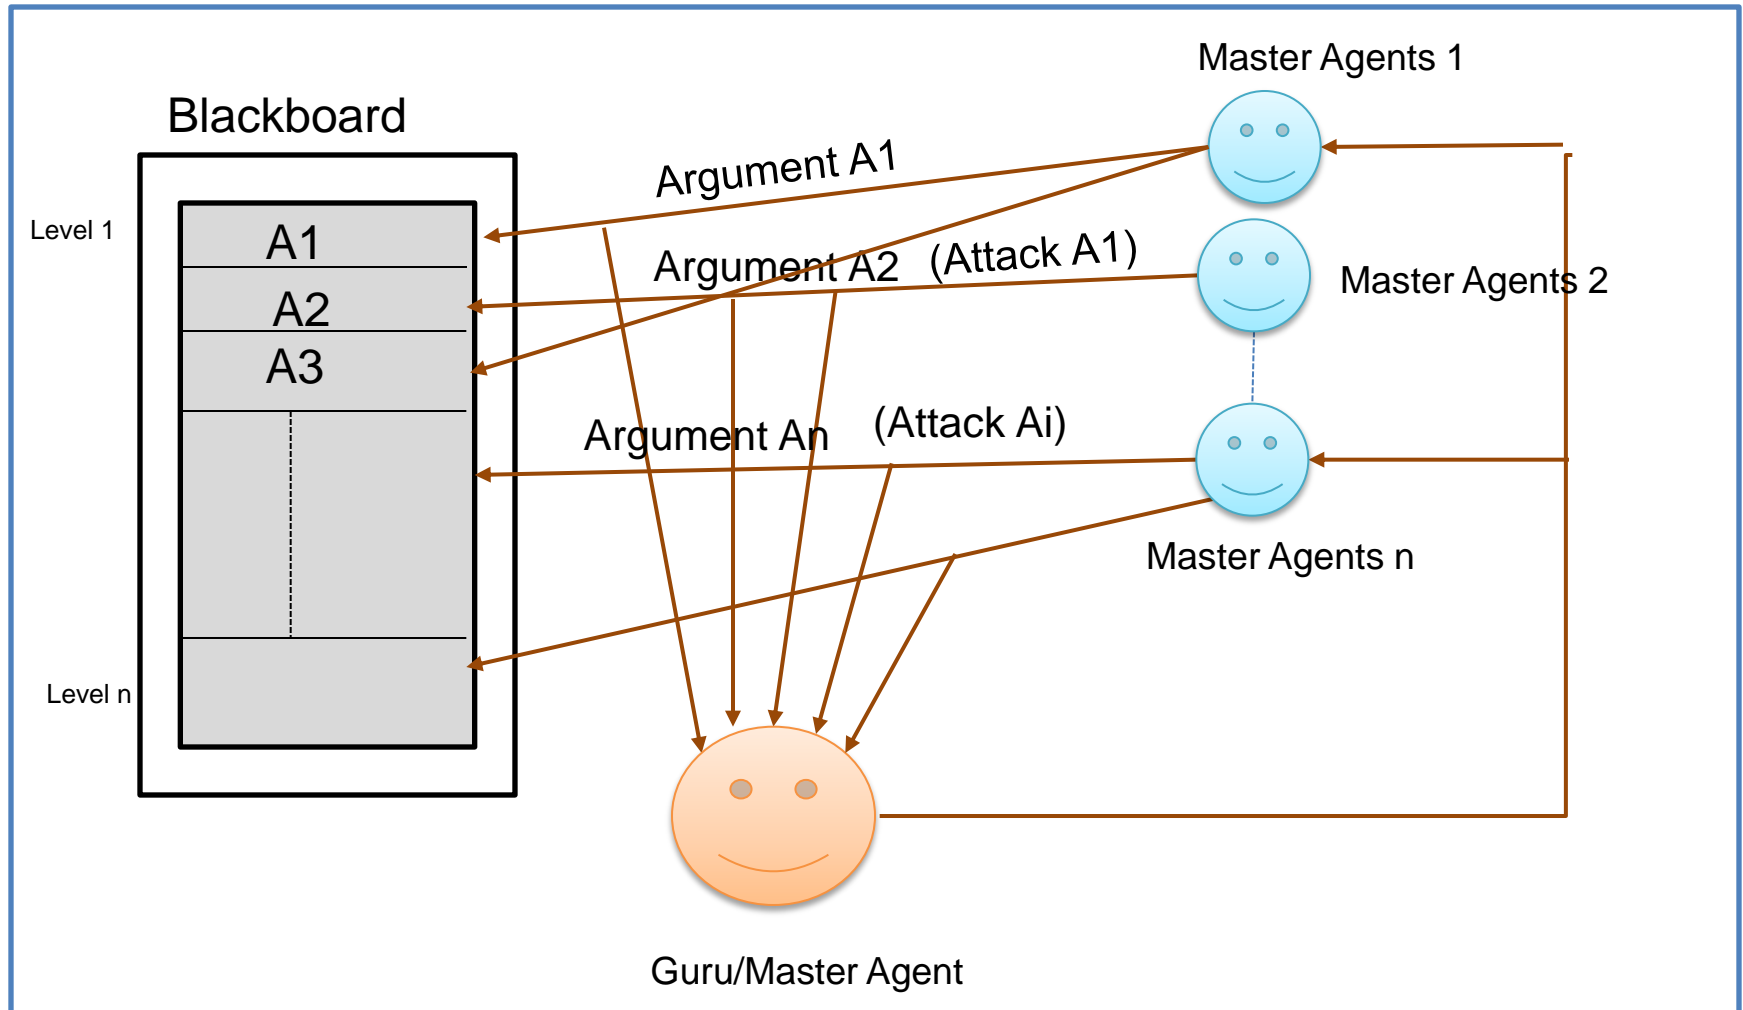 Master Agents 1
Blackboard
Argument A1
Level 1
A1
Argument A2 (Attack A1)
Master Agents 2
A2
A3
Argument An (Attack Ai)
Master Agents n
Level n
Guru/Master Agent